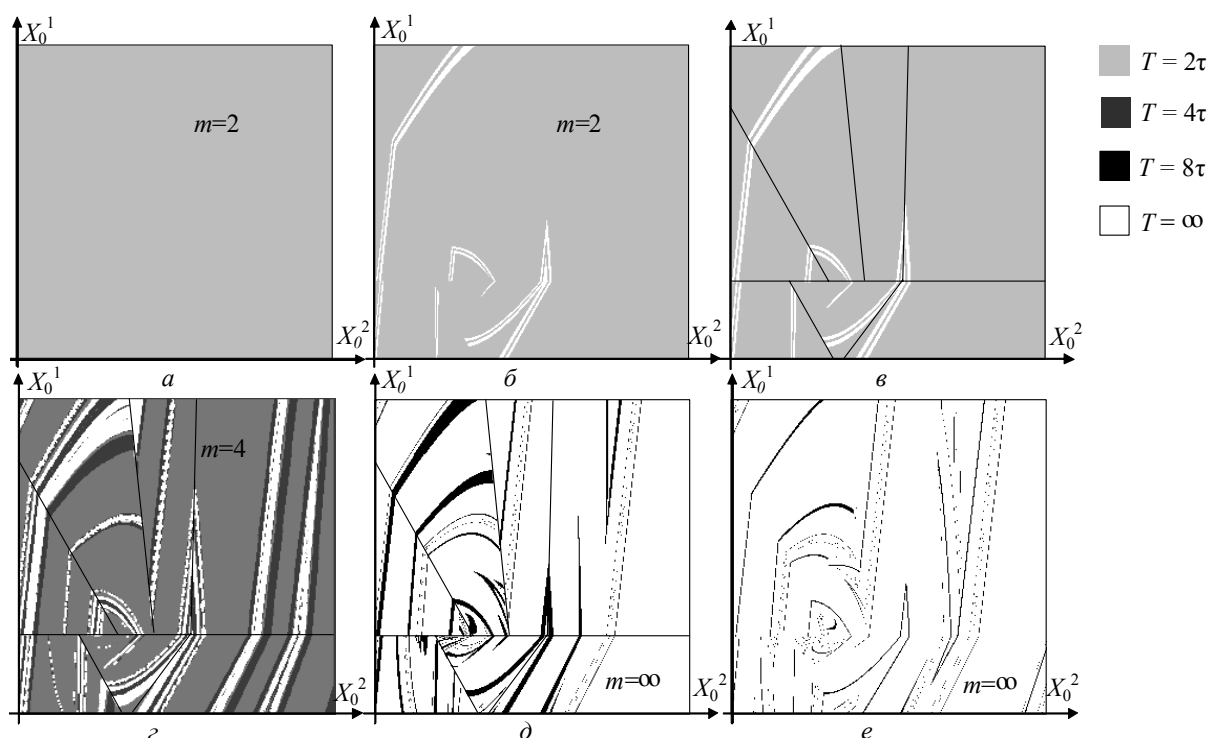 X₀¹
X₀¹
X₀¹
m=2
m=2
T = 2τ
T = 4τ
T = 8τ
T = ∞
X₀²
X₀²
X₀²
а
б
в
X₀¹
X₀¹
X₀¹
m=4
m=∞
m=∞
X₀²
X₀²
X₀²
г
д
е